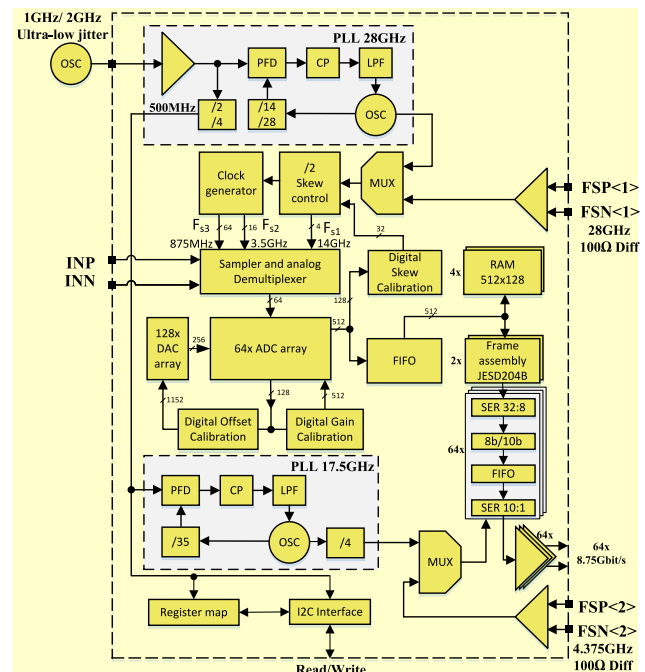 1GHz/ 2GHz
Ultra-low jitter
OSC
PLL 28GHz
PFD
CP
LPF
500MHz
/2
/4
/14
/28
OSC
Clock
generator
/2
Skew
control
MUX
FSP<1>
FSN<1>
28GHz
100Ω Diff
Fs3
64
16
Fs2
4
Fs1
32
875MHz
3.5GHz
14GHz
INP
INN
Sampler and analog
Demultiplexer
Digital
Skew
Calibration
4x
RAM
512x128
64
128
512
512
128x
DAC
array
256
64x ADC array
FIFO
2x
Frame
assembly
JESD204B
1152
128
512
Digital Offset
Calibration
Digital Gain
Calibration
64x
SER 32:8
8b/10b
FIFO
SER 10:1
PLL 17.5GHz
PFD
CP
LPF
/35
OSC
/4
MUX
64x
64x
8.75Gbit/s
Register map
I2C Interface
FSP<2>
FSN<2>
4.375GHz
100Ω Diff
Read/Write